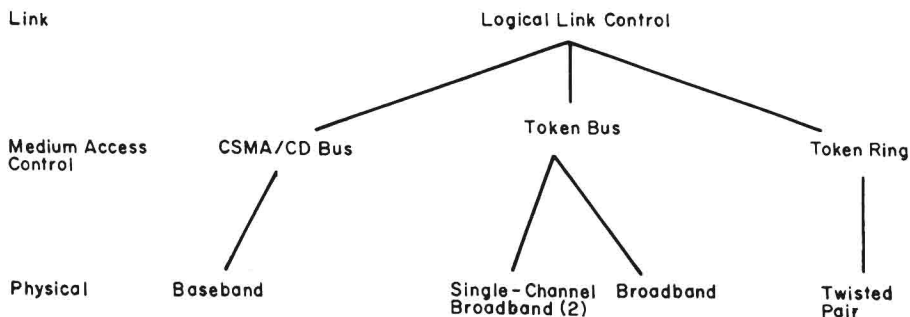 Link
Logical Link Control
Medium Access
Control
CSMA/CD Bus
Token Bus
Token Ring
Physical
Baseband
Single-Channel
Broadband (2)
Broadband
Twisted
Pair